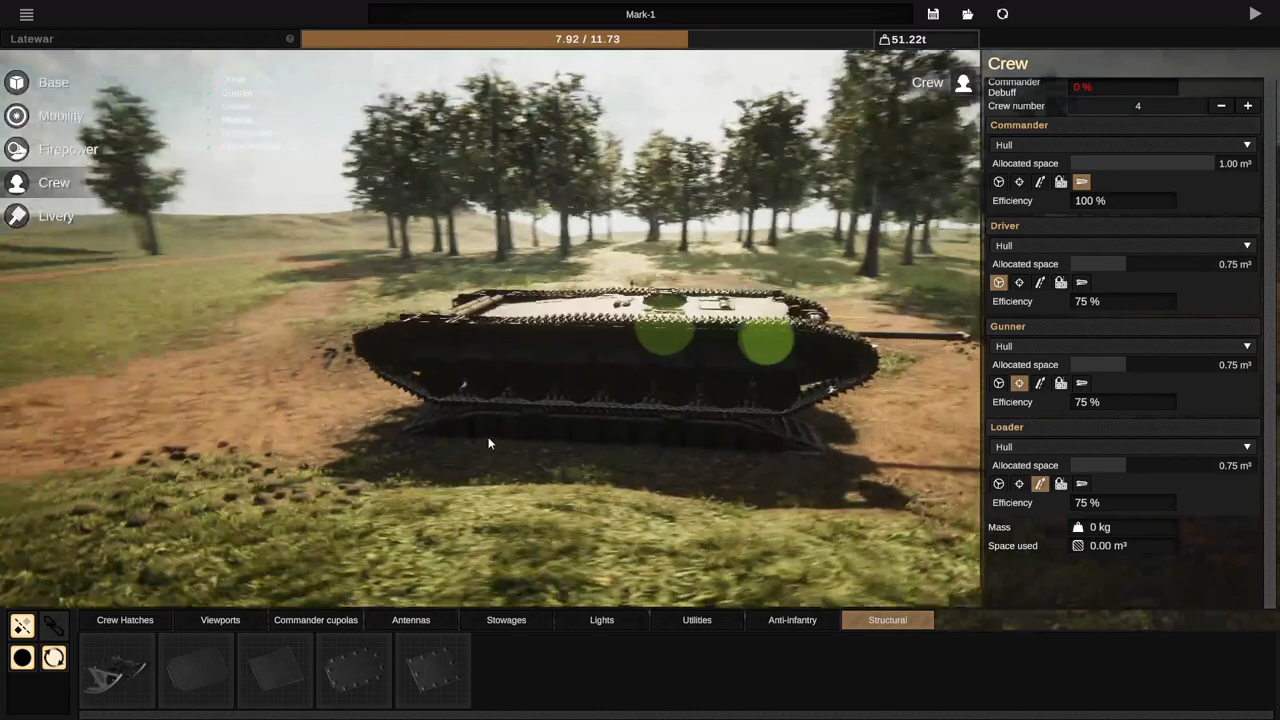 Mark-1
Latewar
7.92 / 11.73
51.22t
Base
Mobility
Firepower
Crew
Livery
Crew
Crew
Commander Debuff
0 %
Crew number
4
Commander
Hull
Allocated space
1.00 m³
Efficiency
100 %
Driver
Hull
Allocated space
0.75 m³
Efficiency
75 %
Gunner
Hull
Allocated space
0.75 m³
Efficiency
75 %
Loader
Hull
Allocated space
0.75 m³
Efficiency
75 %
Mass
0 kg
Space used
0.00 m³
Crew Hatches
Viewports
Commander cupolas
Antennas
Stowages
Lights
Utilities
Anti-infantry
Structural